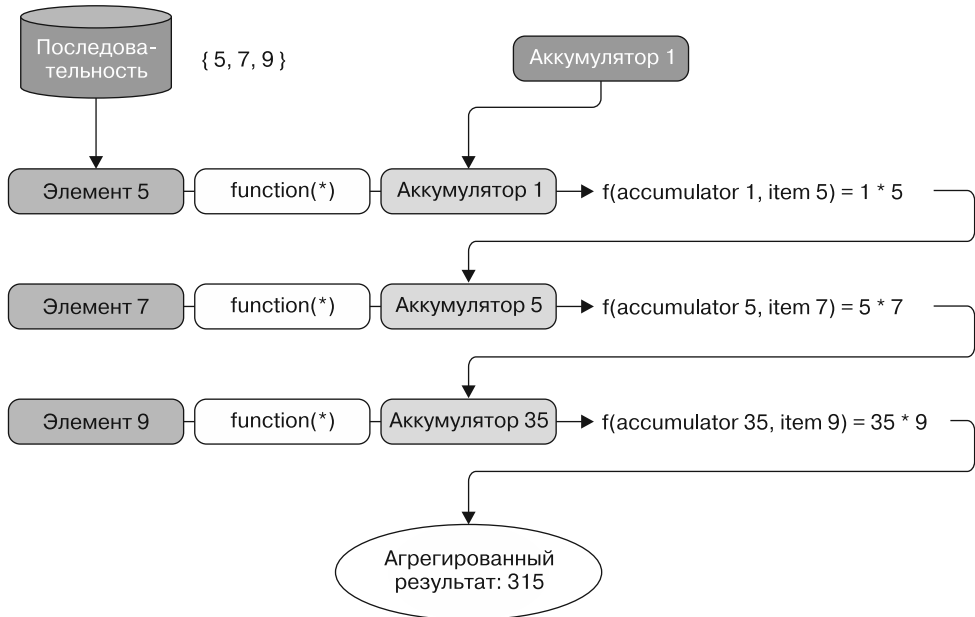 Последова-
тельность
{ 5, 7, 9 }
Аккумулятор 1
Элемент 5
function(*)
Аккумулятор 1
f(accumulator 1, item 5) = 1 * 5
Элемент 7
function(*)
Аккумулятор 5
f(accumulator 5, item 7) = 5 * 7
Элемент 9
function(*)
Аккумулятор 35
f(accumulator 35, item 9) = 35 * 9
Агрегированный
результат: 315